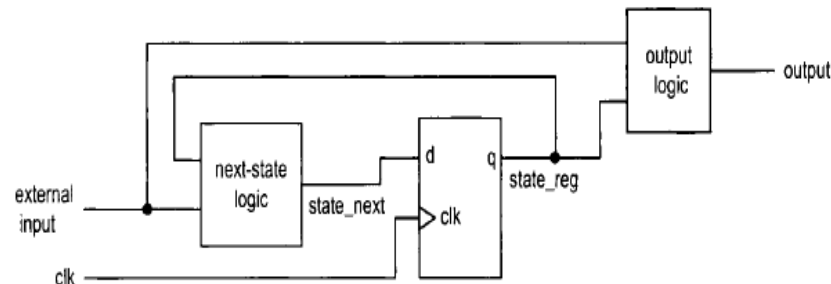 output
logic
output
next-state
logic
d
q
state_reg
external
input
state_next
clk
clk